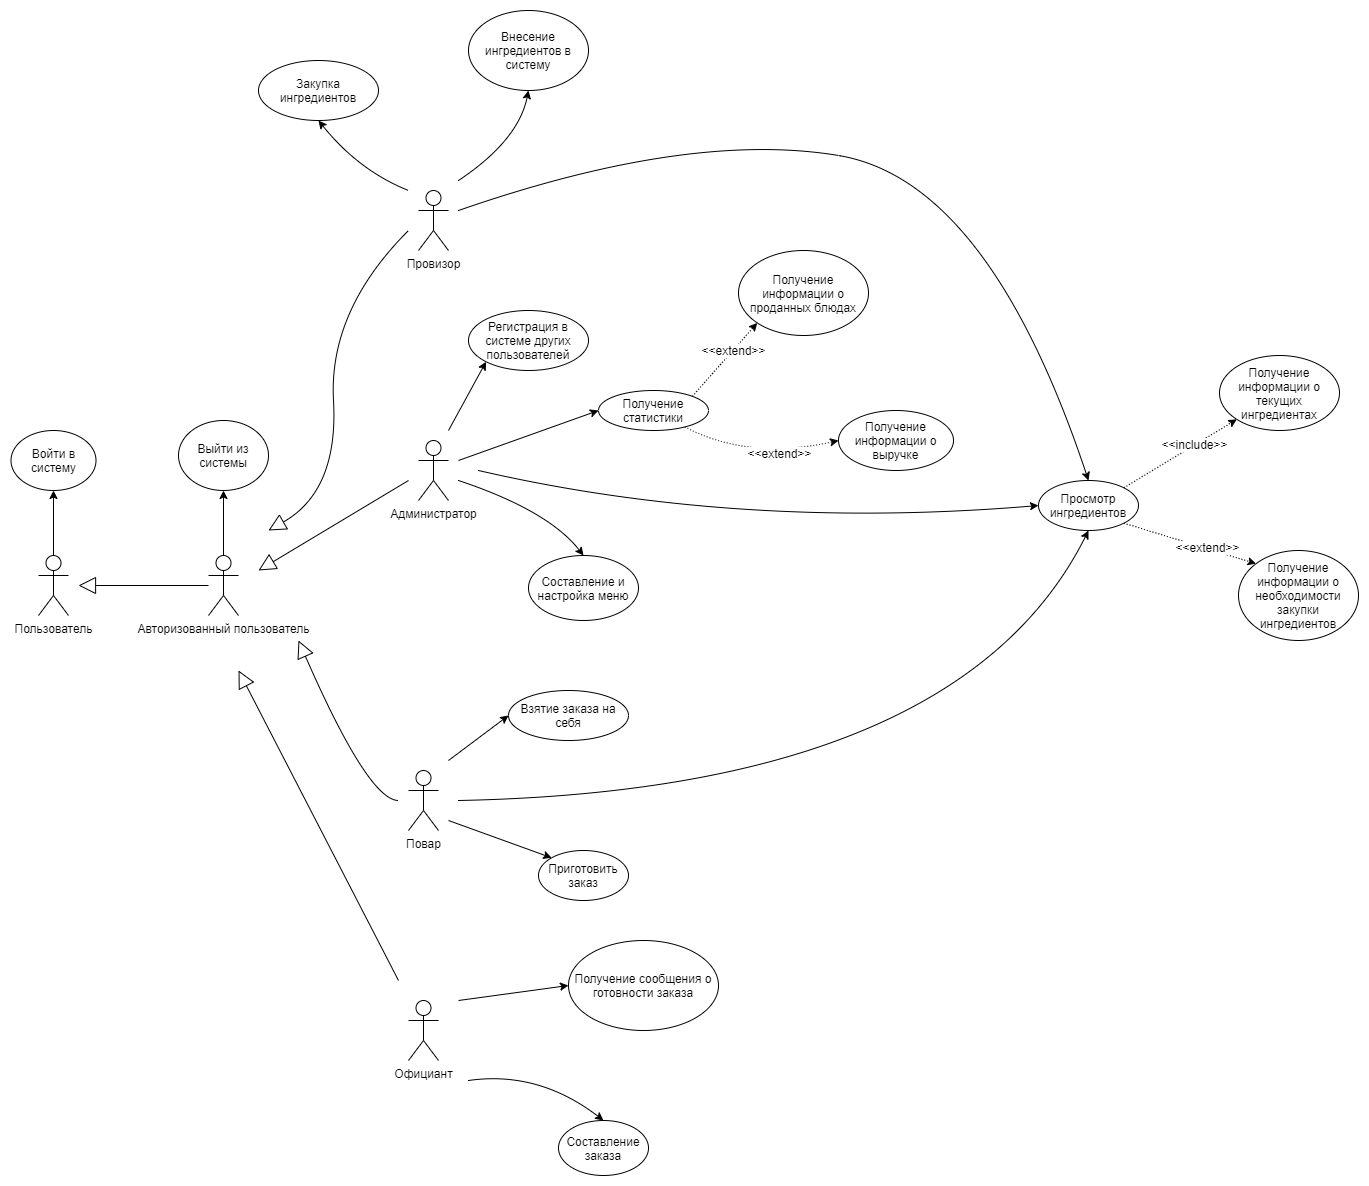 Внесение
ингредиентов в
систему
Закупка
ингредиентов
Провизор
Получение
информации о
проданных блюдах
Регистрация в
системе других
пользователей
<<extend>>
Получение
статистики
Получение
информации о
выручке
<<extend>>
Получение
информации о
текущих
ингредиентах
<<include>>
Войти в
систему
Выйти из
системы
Администратор
Просмотр
ингредиентов
<<extend>>
Получение
информации о
необходимости
закупки
ингредиентов
Составление и
настройка меню
Пользователь
Авторизованный пользователь
Взятие заказа на
себя
Повар
Приготовить
заказ
Получение сообщения о
готовности заказа
Официант
Составление
заказа